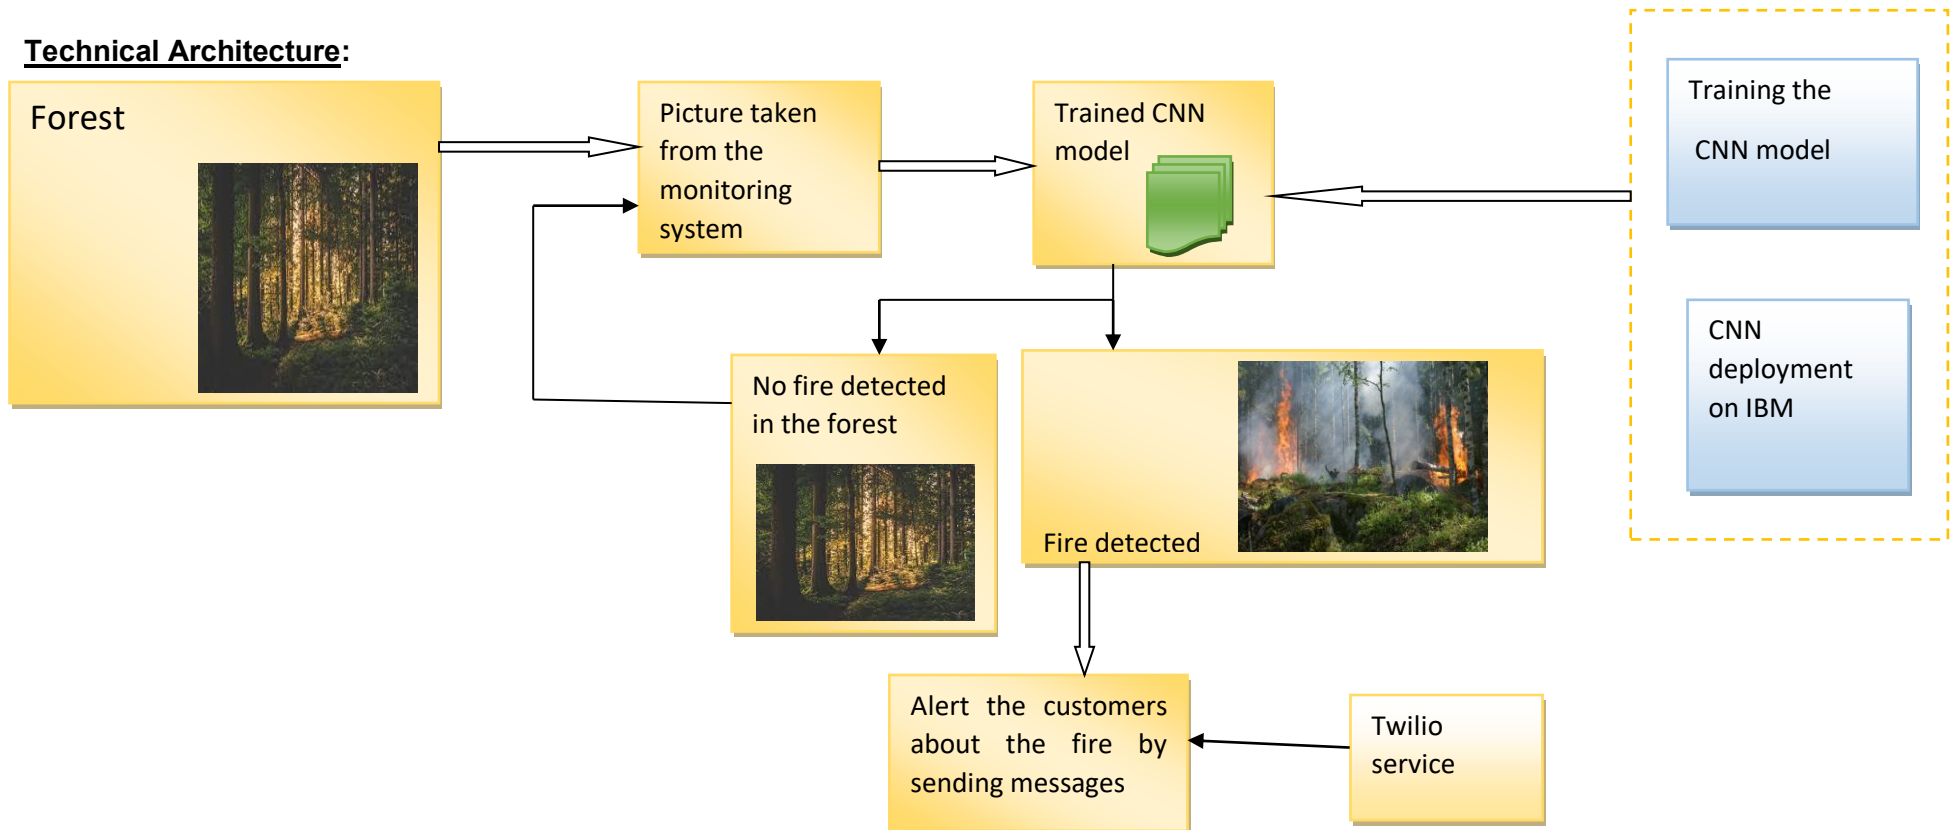 Technical Architecture:
Forest
Picture taken
from the
monitoring
system
Trained CNN
model
Training the
CNN model
CNN
deployment
on IBM
No fire detected
in the forest
Fire detected
Alert the customers
about the fire by
sending messages
Twilio
service